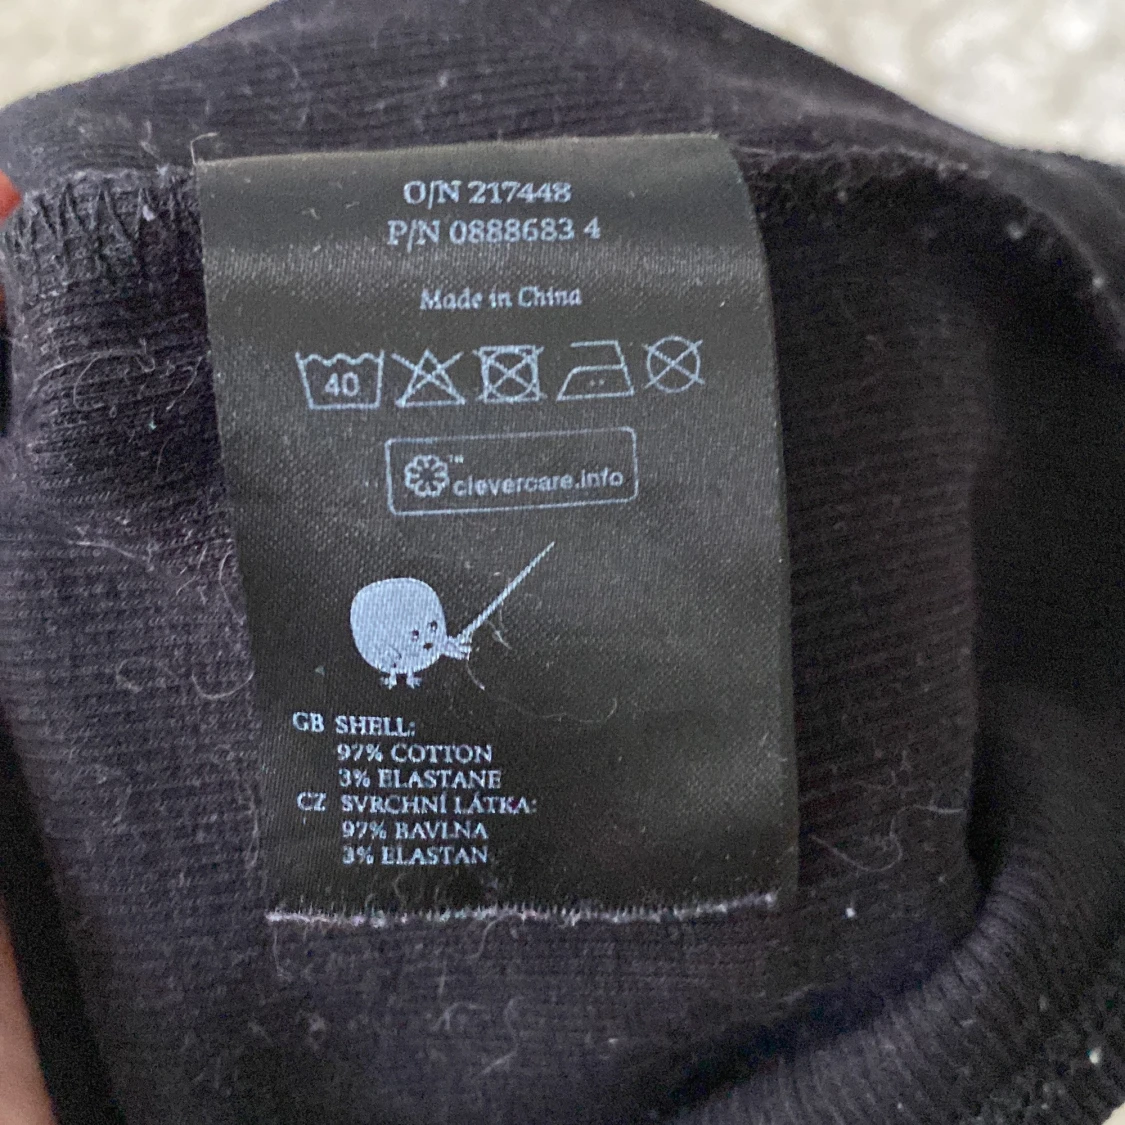 O/N 217448
P/N 0888683 4
Made in China
40
™ clevercare.info
GB SHELL:
97% COTTON
3% ELASTANE
CZ SVRCHNÍ LÁTKA:
97% BAVLNA
3% ELASTAN